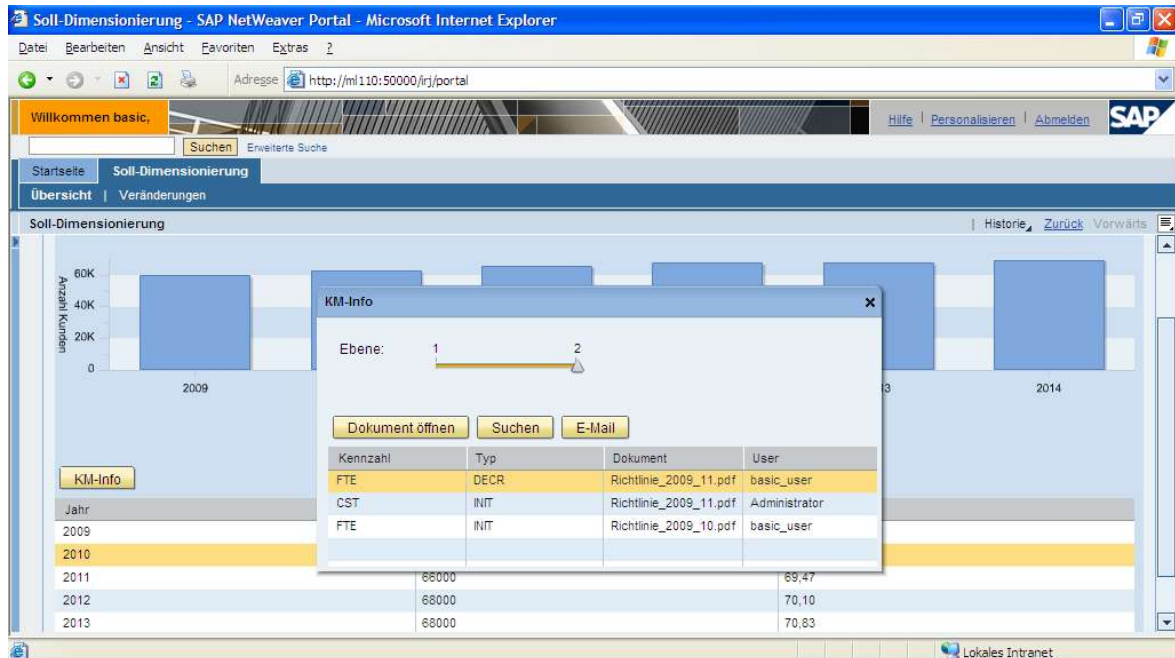 Soll-Dimensionierung - SAP NetWeaver Portal - Microsoft Internet Explorer
Datei Bearbeiten Ansicht Favoriten Extras ?
Adresse http://ml110:50000/irj/portal
Willkommen basic,
Hilfe | Personalisieren | Abmelden SAP
Suchen Erweiterte Suche
Startseite Soll-Dimensionierung
Übersicht | Veränderungen
Soll-Dimensionierung | Historie Zurück Vorwärts
Anzahl Kunden
60K
40K
20K
0
2009 3 2014
KM-Info x
Ebene: 1 2
Dokument öffnen Suchen E-Mail
Kennzahl Typ Dokument User
FTE DECR Richtlinie_2009_11.pdf basic_user
CST INIT Richtlinie_2009_11.pdf Administrator
FTE INIT Richtlinie_2009_10.pdf basic_user
KM-Info
Jahr
2009
2010
2011 66000 69,47
2012 68000 70,10
2013 68000 70,83
Lokales Intranet